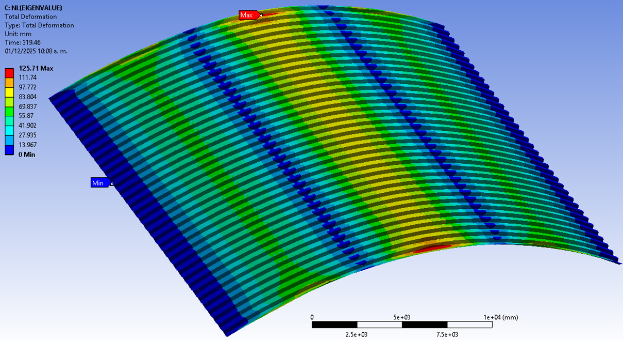 C: NL(EIGENVALUE)
Total Deformation
Type: Total Deformation
Unit: mm
Time: 319.46
01/12/2025 10:08 a. m.
125.71 Max
111.74
97.772
83.804
69.837
55.87
41.902
27.935
13.967
0 Min
Max
Min
0 5e+03 1e+04 (mm)
2.5e+03 7.5e+03